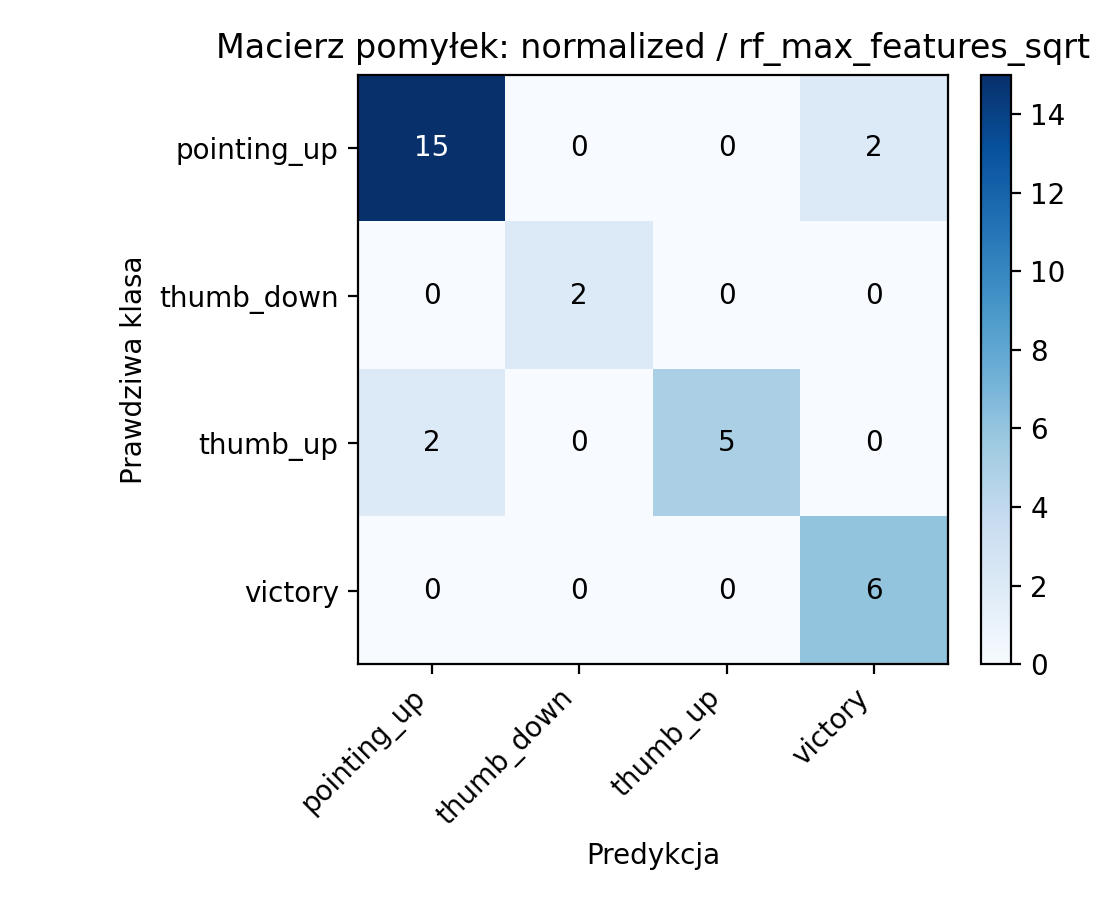 Macierz pomyłek: normalized / rf_max_features_sqrt
pointing_up 15 0 0 2
thumb_down 0 2 0 0
thumb_up 2 0 5 0
victory 0 0 0 6
Prawdziwa klasa
pointing_up thumb_down thumb_up victory
Predykcja
14
12
10
8
6
4
2
0